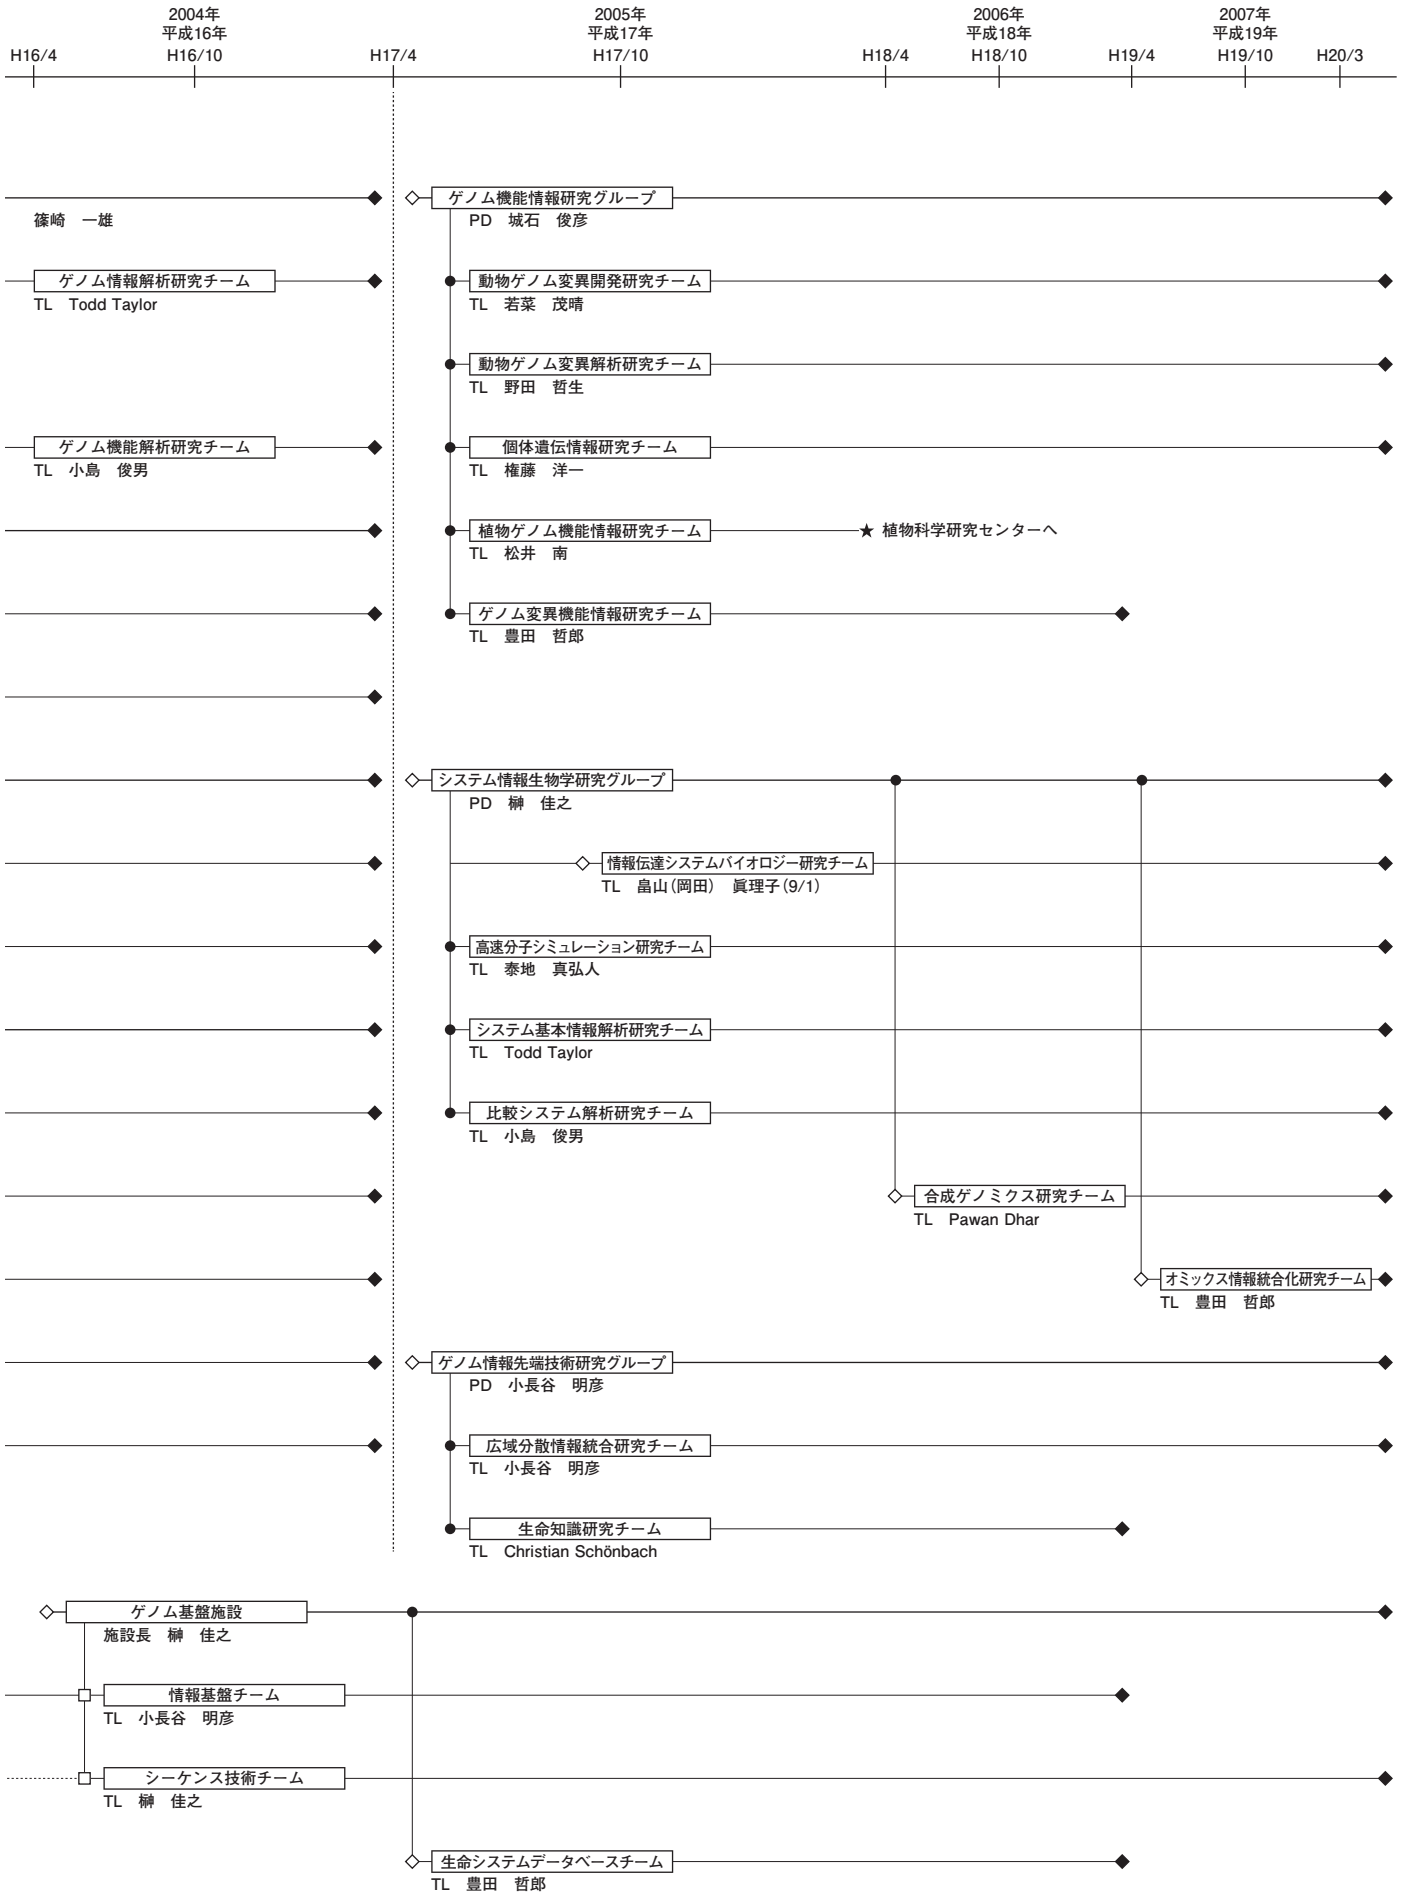 2004年 2005年 2006年 2007年
平成16年 平成17年 平成18年 平成19年
H16/4 H16/10 H17/4 H17/10 H18/4 H18/10 H19/4 H19/10 H20/3
ゲノム機能情報研究グループ
篠崎　一雄 PD　城石　俊彦
ゲノム情報解析研究チーム 動物ゲノム変異開発研究チーム
TL　Todd Taylor TL　若菜　茂晴
動物ゲノム変異解析研究チーム
TL　野田　哲生
ゲノム機能解析研究チーム 個体遺伝情報研究チーム
TL　小島　俊男 TL　権藤　洋一
植物ゲノム機能情報研究チーム ★ 植物科学研究センターへ
TL　松井　南
ゲノム変異機能情報研究チーム
TL　豊田　哲郎
システム情報生物学研究グループ
PD　榊　佳之
情報伝達システムバイオロジー研究チーム
TL　畠山（岡田）　眞理子（9/1）
高速分子シミュレーション研究チーム
TL　泰地　真弘人
システム基本情報解析研究チーム
TL　Todd Taylor
比較システム解析研究チーム
TL　小島　俊男
合成ゲノミクス研究チーム
TL　Pawan Dhar
オミックス情報統合化研究チーム
TL　豊田　哲郎
ゲノム情報先端技術研究グループ
PD　小長谷　明彦
広域分散情報統合研究チーム
TL　小長谷　明彦
生命知識研究チーム
TL　Christian Schönbach
ゲノム基盤施設
施設長　榊　佳之
情報基盤チーム
TL　小長谷　明彦
シーケンス技術チーム
TL　榊　佳之
生命システムデータベースチーム
TL　豊田　哲郎